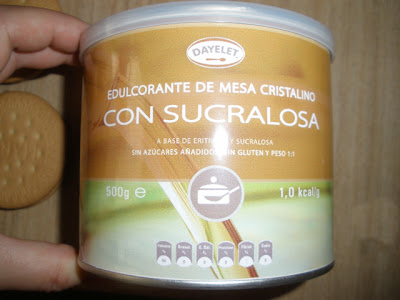 DAYELET
EDULCORANTE DE MESA CRISTALINO
CON SUCRALOSA
A BASE DE ERITRITOL Y SUCRALOSA
SIN AZÚCARES AÑADIDOS, SIN GLUTEN Y PESO 1/1
500g e
1,0 kcal/g